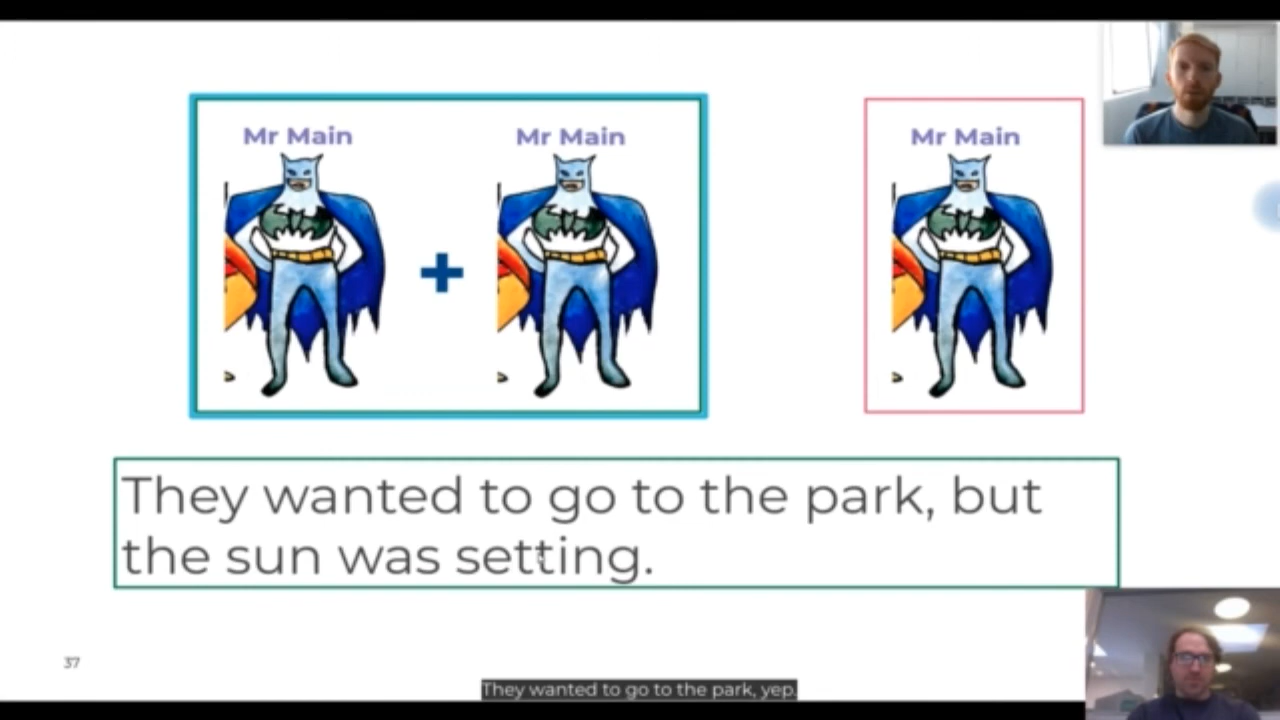 Mr Main
Mr Main
Mr Main
They wanted to go to the park, but
the sun was setting.
37
They wanted to go to the park, yep.